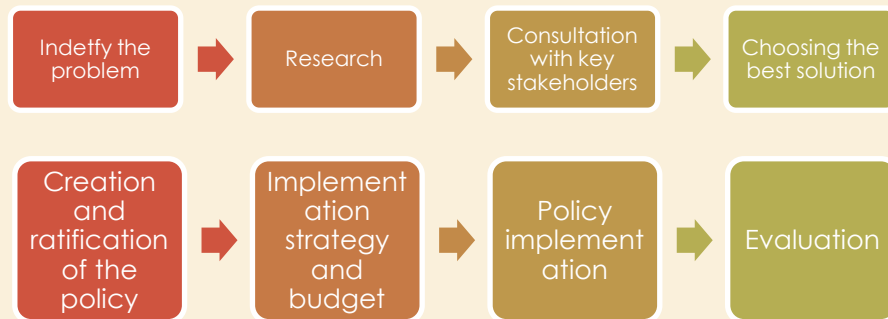 Indetfy the
problem
Research
Consultation
with key
stakeholders
Choosing the
best solution
Creation
and
ratification
of the
policy
Implement
ation
strategy
and
budget
Policy
implement
ation
Evaluation